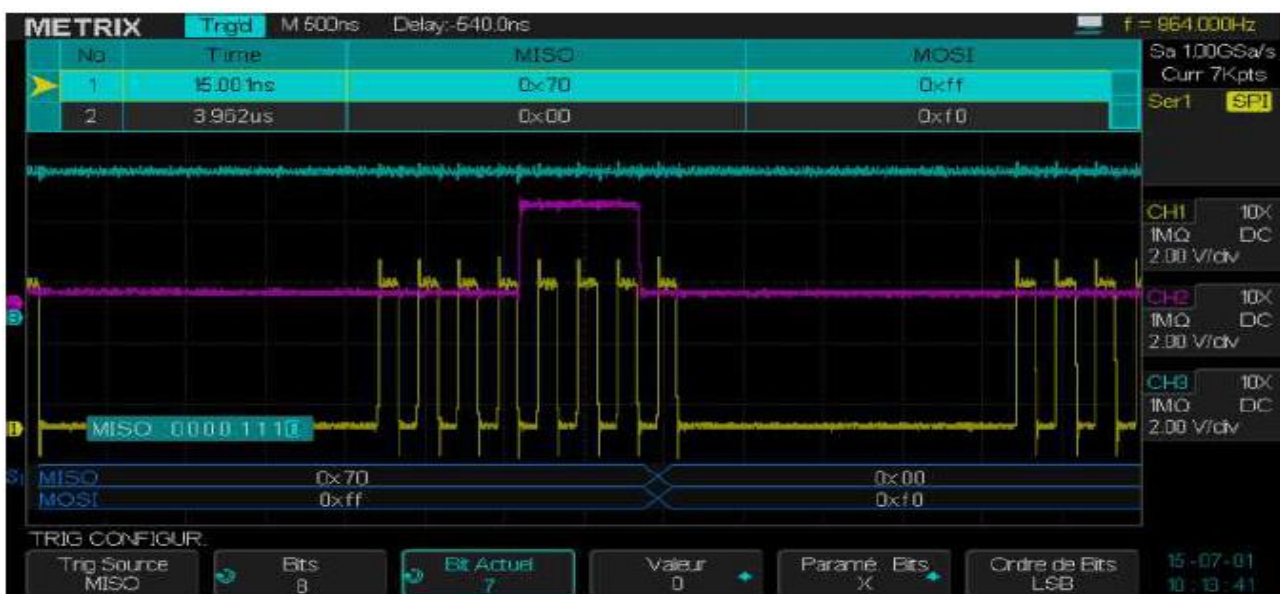 METRIX Trig'd M 500ns Delay:-540.0ns f = 864.000Hz
No. Time MISO MOSI
1 15.001ns 0x70 0xff
2 3.962us 0x00 0xf0
Sa 1.00GSa/s
Curr 7Kpts
Ser1 SPI
CH1 10X
1MΩ DC
2.00 V/div
CH2 10X
1MΩ DC
2.00 V/div
CH3 10X
1MΩ DC
2.00 V/div
3
1
MISO 0000 1110
S1 MISO 0x70 0x00
MOSI 0xff 0xf0
TRIG CONFIGUR.
Trig Source Bits Bit Actuel Valeur Paramé. Bits Ordre de Bits
MISO 8 7 0 X LSB
15-07-01
10:13:41